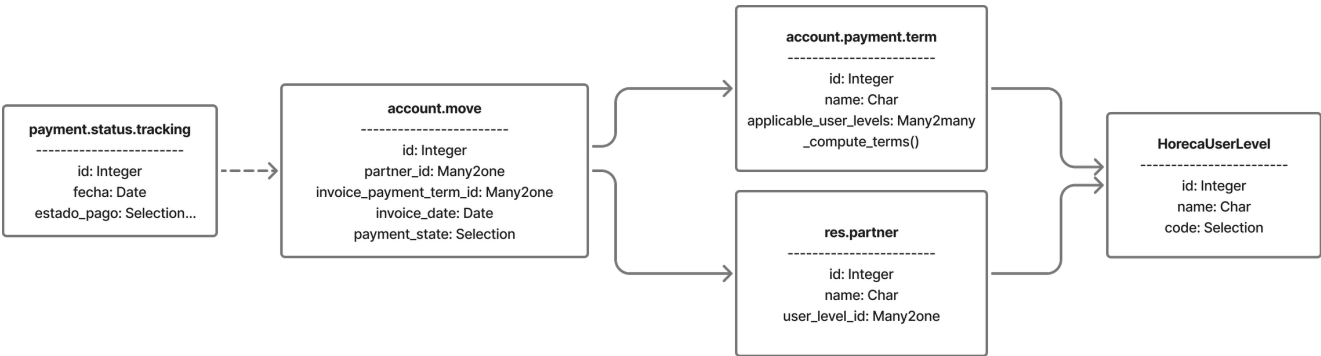 payment.status.tracking
-------------------------
id: Integer
fecha: Date
estado_pago: Selection...
account.move
-------------------------
id: Integer
partner_id: Many2one
invoice_payment_term_id: Many2one
invoice_date: Date
payment_state: Selection
account.payment.term
-------------------------
id: Integer
name: Char
applicable_user_levels: Many2many
_compute_terms()
res.partner
-------------------------
id: Integer
name: Char
user_level_id: Many2one
HorecaUserLevel
-------------------------
id: Integer
name: Char
code: Selection